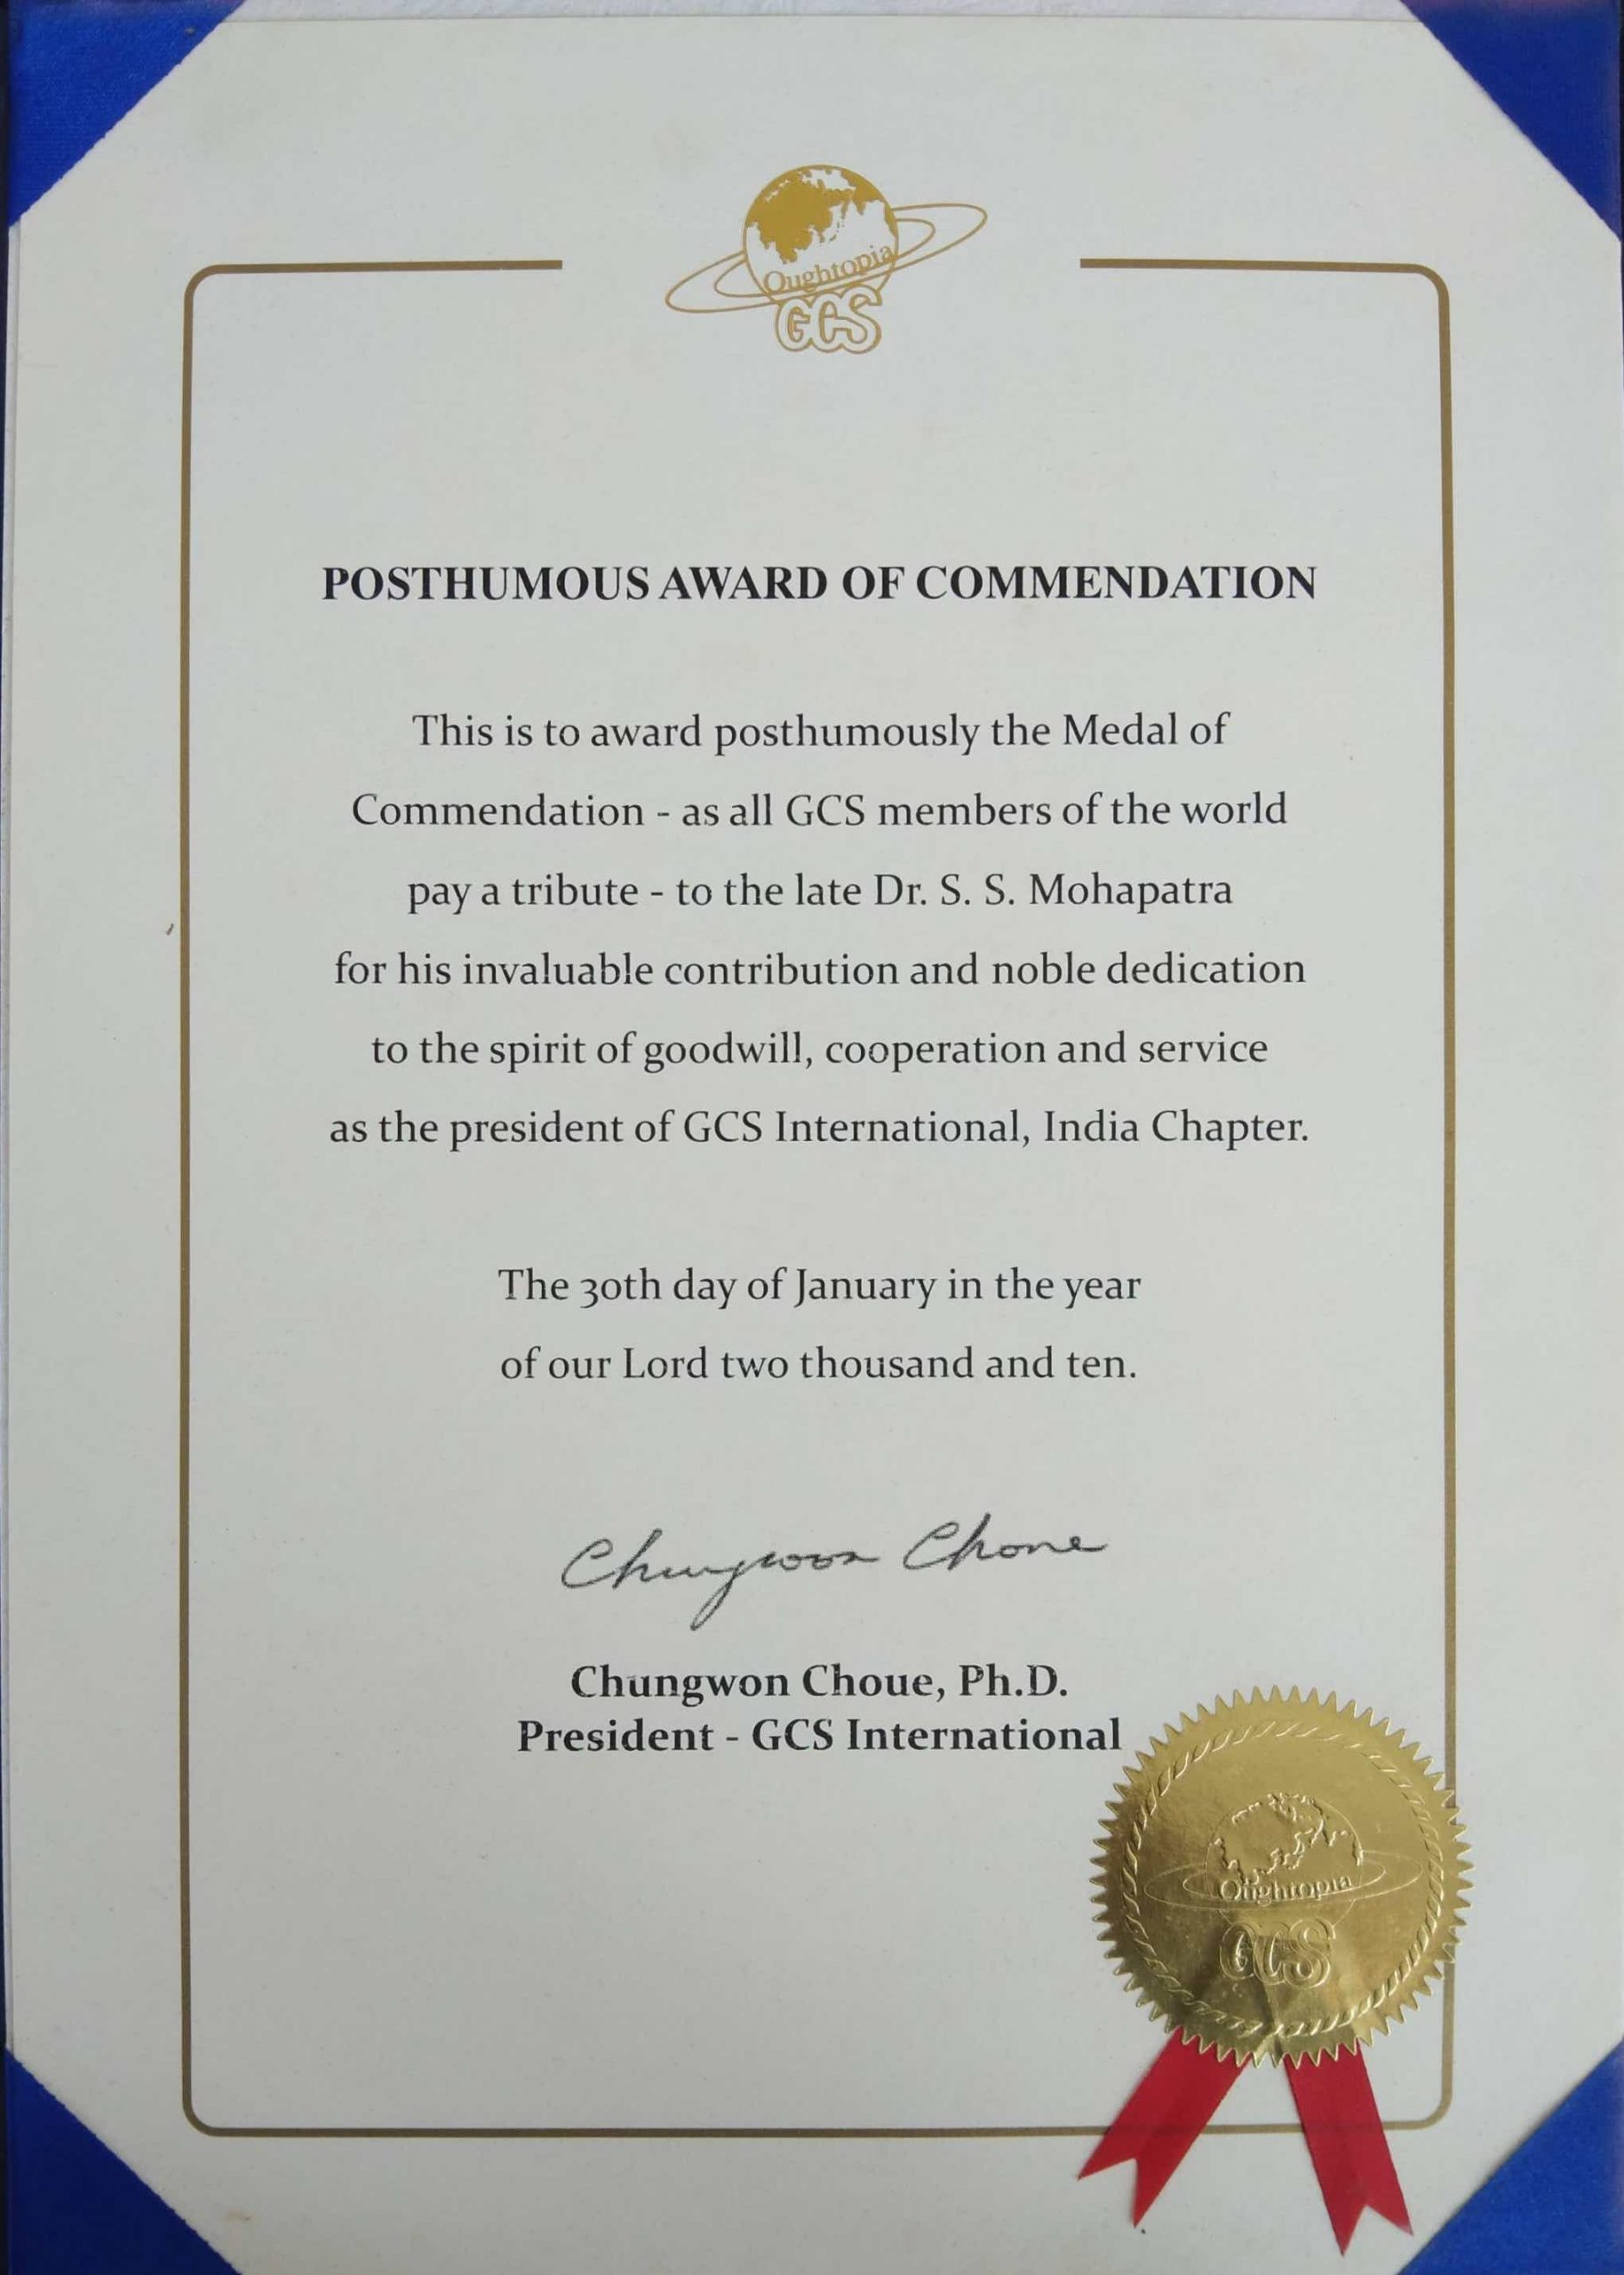 Oughtopia
GCS
POSTHUMOUS AWARD OF COMMENDATION
This is to award posthumously the Medal of
Commendation - as all GCS members of the world
pay a tribute - to the late Dr. S. S. Mohapatra
for his invaluable contribution and noble dedication
to the spirit of goodwill, cooperation and service
as the president of GCS International, India Chapter.
The 30th day of January in the year
of our Lord two thousand and ten.
Chungwon Choue
Chungwon Choue, Ph.D.
President - GCS International
Oughtopia
GCS